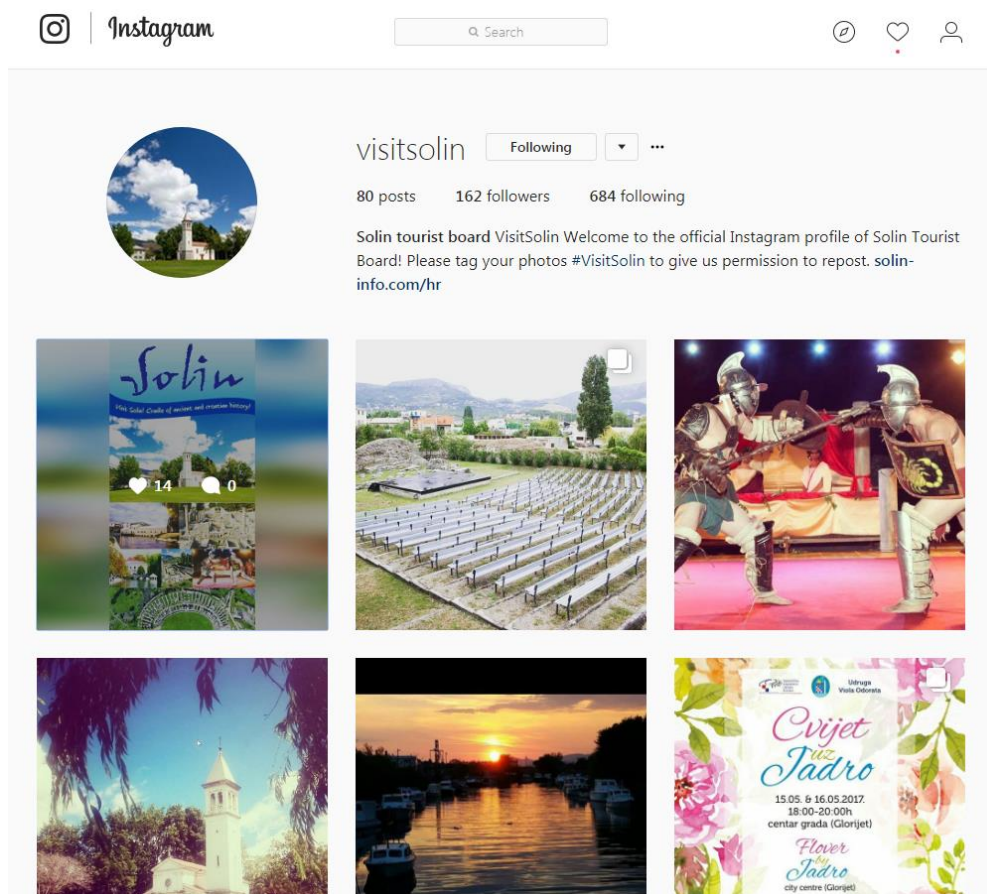 Instagram
Search
visitsolin Following
80 posts 162 followers 684 following
Solin tourist board VisitSolin Welcome to the official Instagram profile of Solin Tourist
Board! Please tag your photos #VisitSolin to give us permission to repost. solin-
info.com/hr
Solin
Visit Solin! Cradle of ancient and croatian history!
14 0
Udruga
Viola Odorata
Cvijet
uz
Jadro
15.05. & 16.05.2017.
18:00-20:00h
centar grada (Glorijet)
Flover
by
Jadro
city centre (Glorijet)